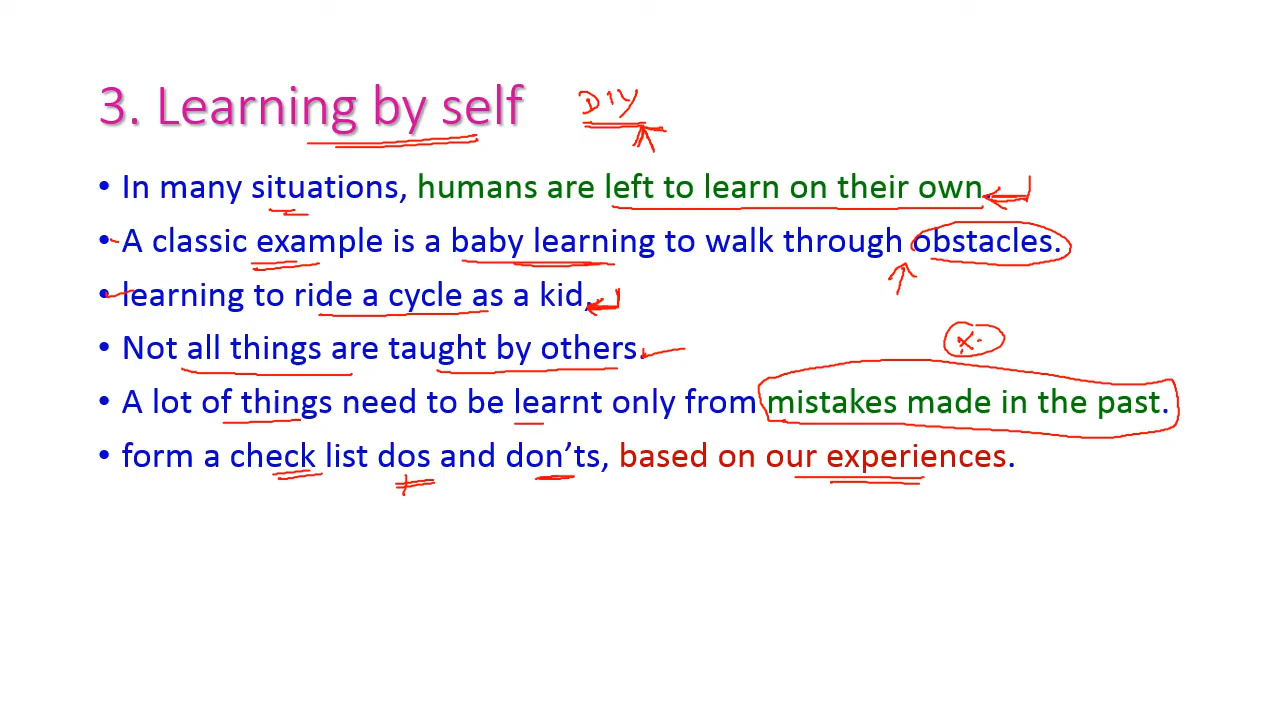 3. Learning by self DIY
• In many situations, humans are left to learn on their own
• A classic example is a baby learning to walk through obstacles.
• learning to ride a cycle as a kid,
• Not all things are taught by others.
x.
• A lot of things need to be learnt only from mistakes made in the past.
• form a check list dos and don’ts, based on our experiences.